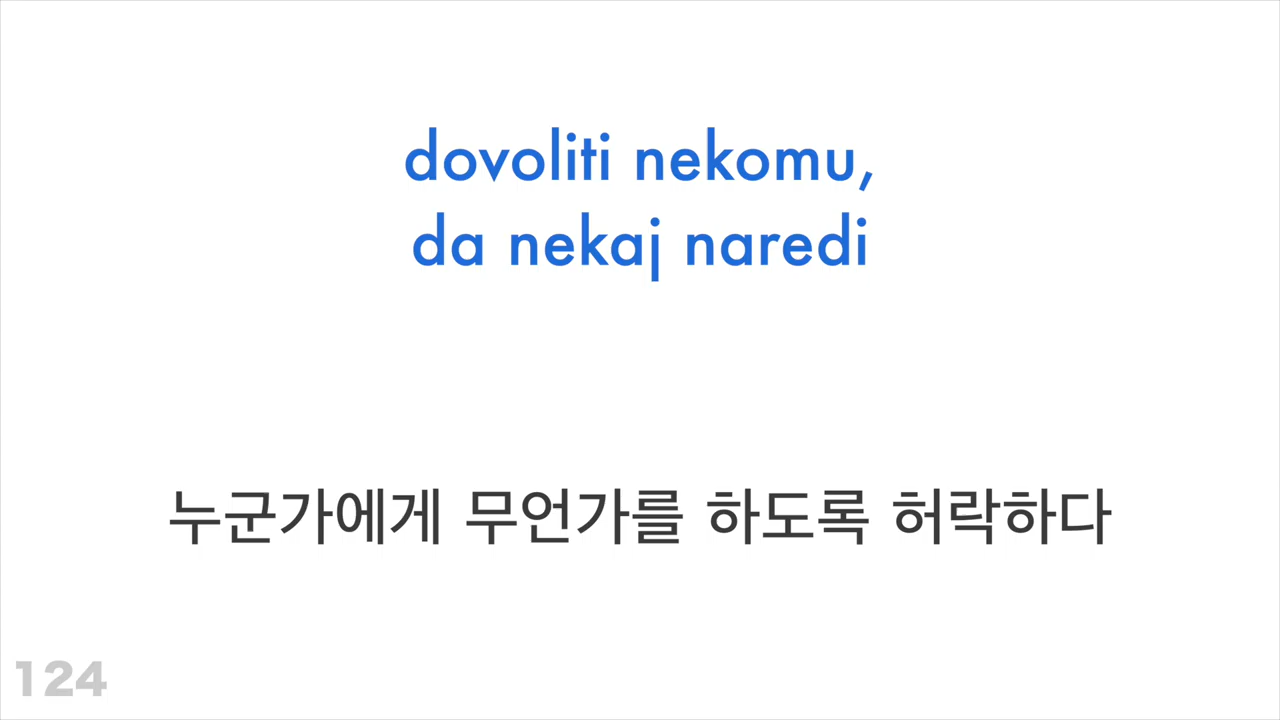 dovoliti nekomu,
da nekaj naredi
누군가에게 무언가를 하도록 허락하다
124